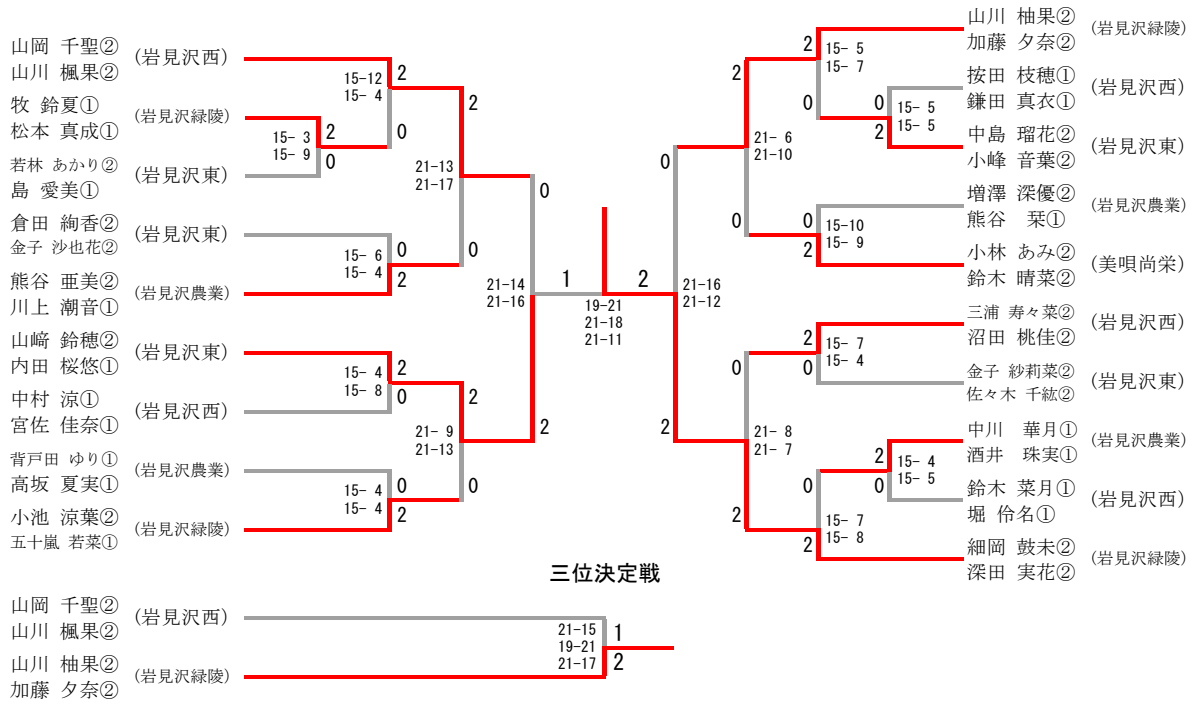 山岡 千聖②
山川 楓果②
(岩見沢西)
牧 鈴夏①
松本 真成①
(岩見沢緑陵)
若林 あかり②
島 愛美①
(岩見沢東)
倉田 絢香②
金子 沙也花②
(岩見沢東)
熊谷 亜美②
川上 潮音①
(岩見沢農業)
山﨑 鈴穂②
内田 桜悠①
(岩見沢東)
中村 涼①
宮佐 佳奈①
(岩見沢西)
背戸田 ゆり①
高坂 夏実①
(岩見沢農業)
小池 涼葉②
五十嵐 若菜①
(岩見沢緑陵)
15-12
15- 4
2
0
15- 3
15- 9
2
0
21-13
21-17
2
0
15- 6
15- 4
0
2
15- 4
15- 8
2
0
21- 9
21-13
2
0
15- 4
15- 4
0
2
21-14
21-16
0
2
1
2
19-21
21-18
21-11
21-16
21-12
0
2
21- 6
21-10
2
0
15- 5
15- 7
2
0
15- 5
15- 5
0
2
15-10
15- 9
0
2
21- 8
21- 7
0
2
15- 7
15- 4
2
0
15- 4
15- 5
2
0
15- 7
15- 8
0
2
山川 柚果②
加藤 夕奈②
(岩見沢緑陵)
按田 枝穂①
鎌田 真衣①
(岩見沢西)
中島 瑠花②
小峰 音葉②
(岩見沢東)
増澤 深優②
熊谷 栞①
(岩見沢農業)
小林 あみ②
鈴木 晴菜②
(美唄尚栄)
三浦 寿々菜②
沼田 桃佳②
(岩見沢西)
金子 紗莉菜②
佐々木 千紘②
(岩見沢東)
中川 華月①
酒井 珠実①
(岩見沢農業)
鈴木 菜月①
堀 伶名①
(岩見沢西)
細岡 鼓未②
深田 実花②
(岩見沢緑陵)
三位決定戦
山岡 千聖②
山川 楓果②
(岩見沢西)
山川 柚果②
加藤 夕奈②
(岩見沢緑陵)
21-15
19-21
21-17
1
2